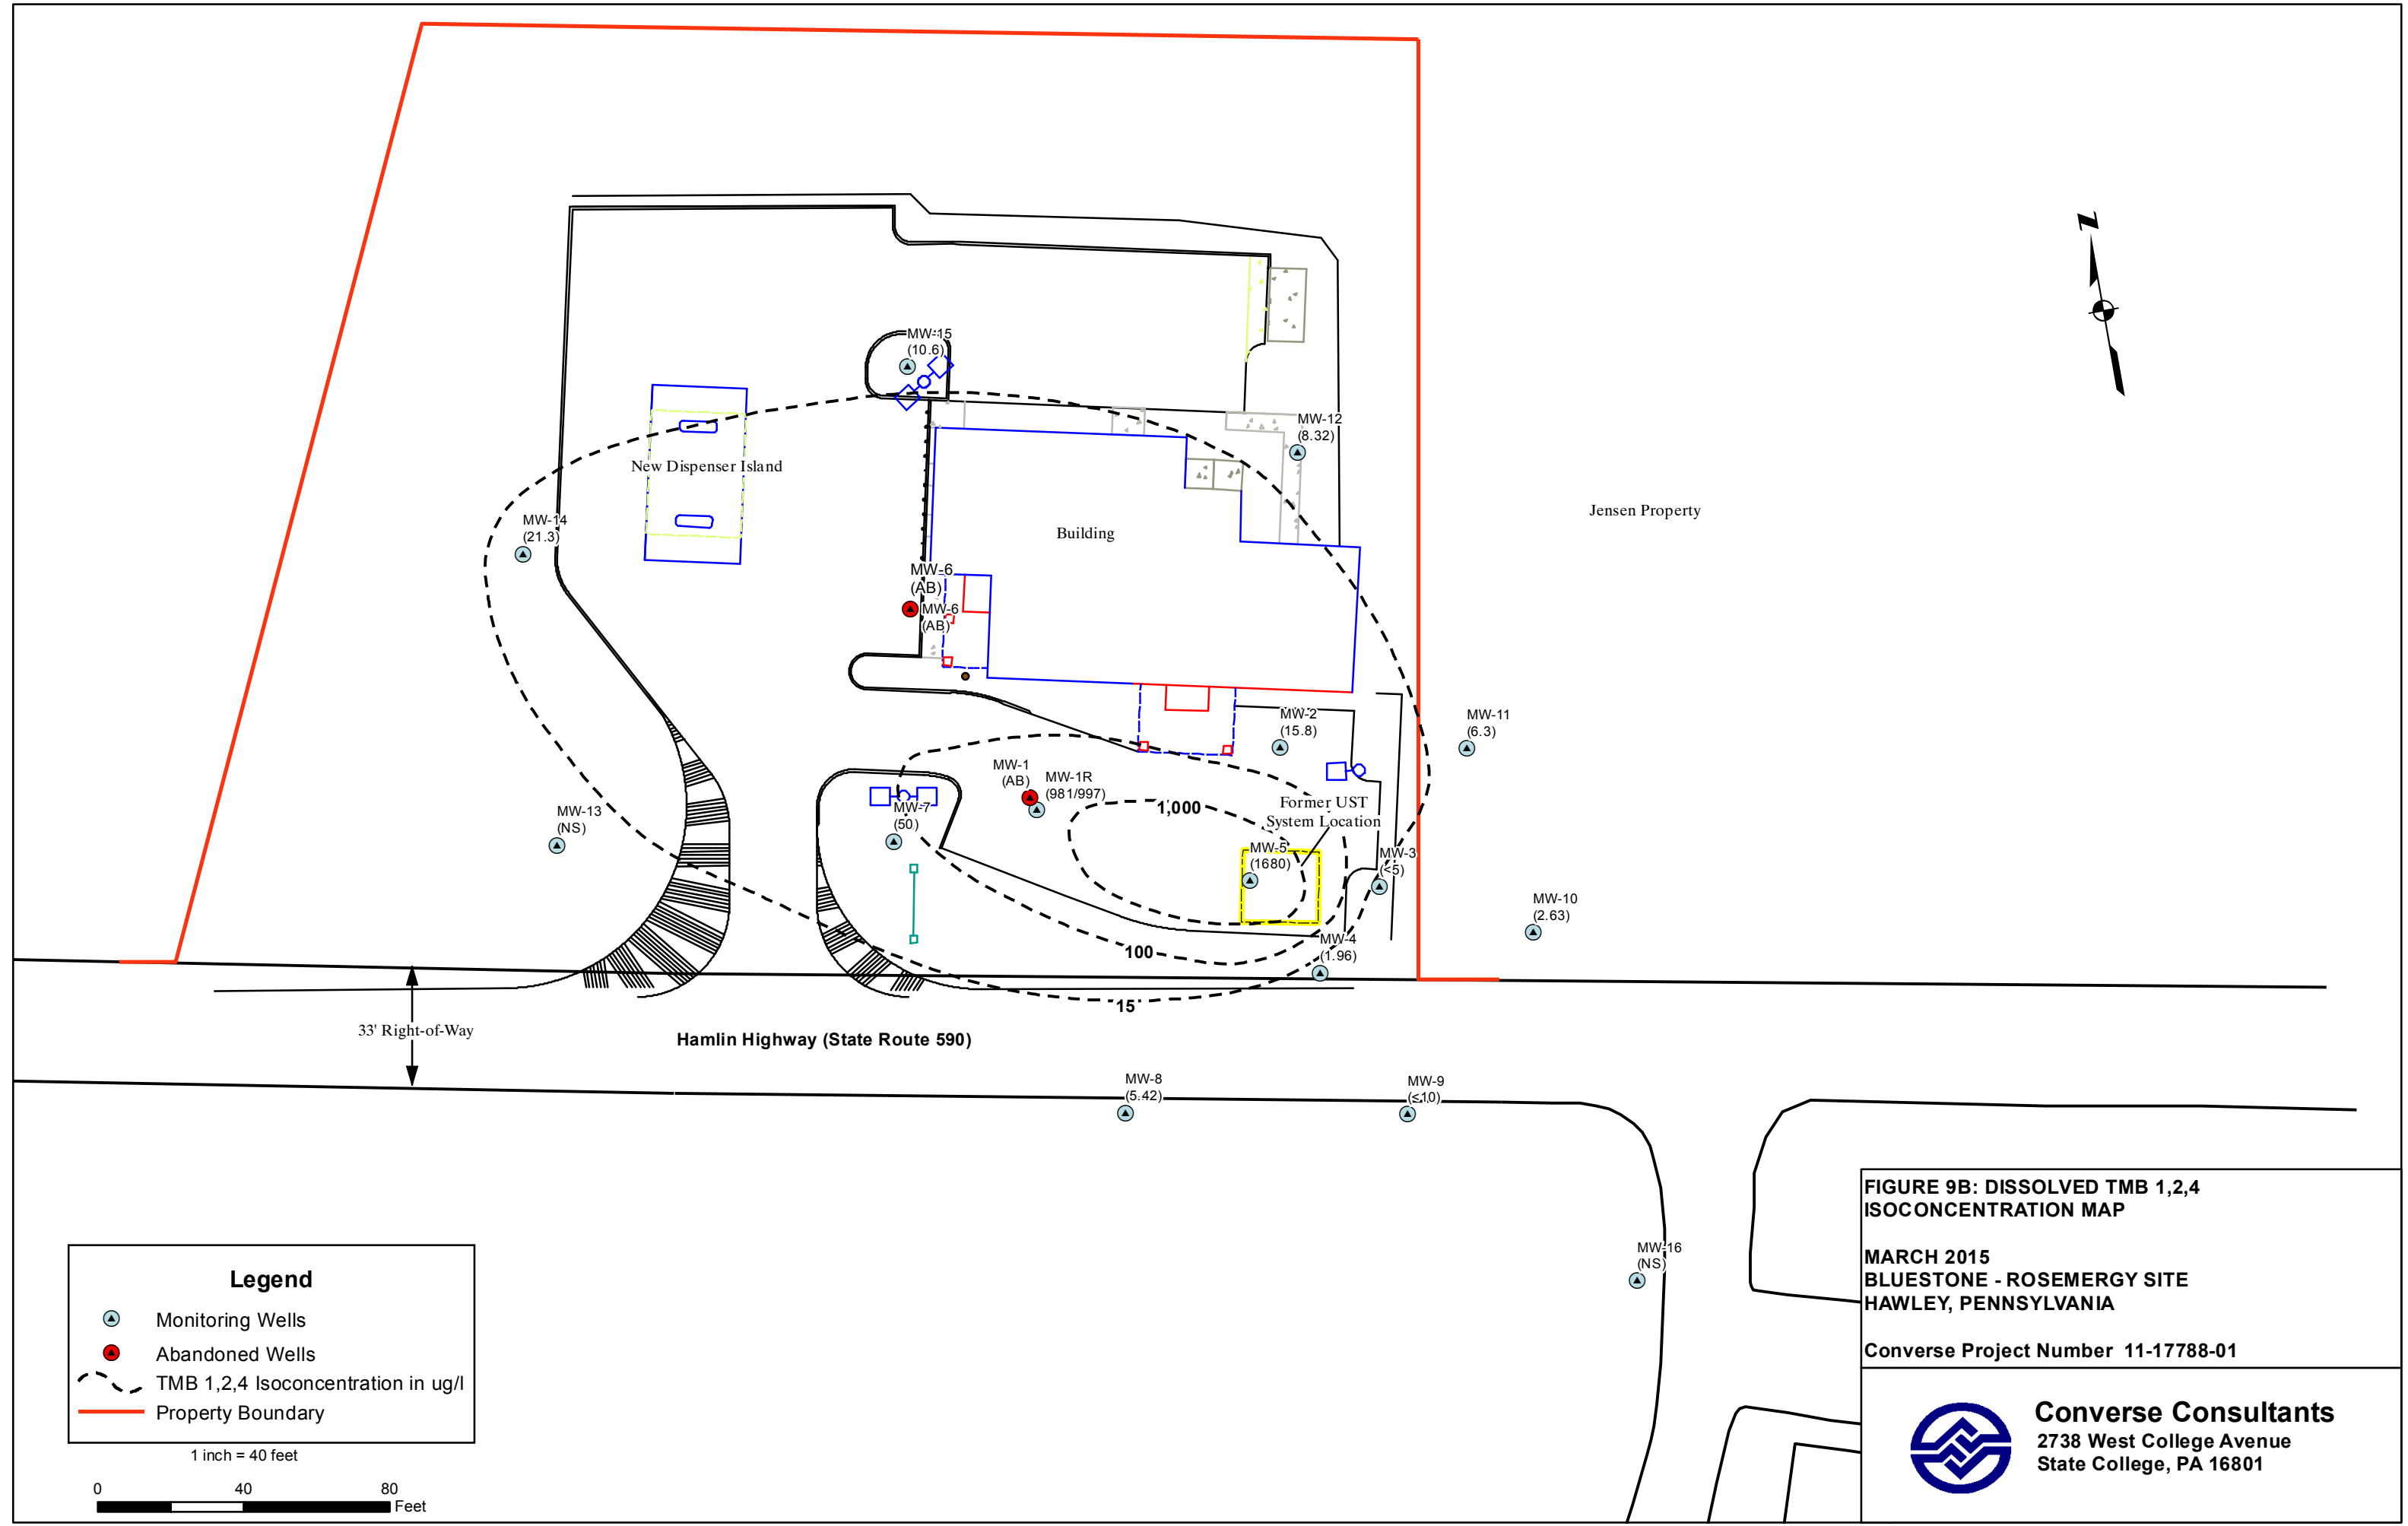 N
MW-15
(10.6)
MW-12
(8.32)
New Dispenser Island
MW-14
(21.3)
Building
Jensen Property
MW-6
(AB)
MW-6
(AB)
MW-2
(15.8)
MW-11
(6.3)
MW-1
(AB)
MW-1R
(981/997)
1,000
Former UST
System Location
MW-7
(50)
MW-13
(NS)
MW-5
(1680)
MW-3
(<5)
MW-10
(2.63)
100
MW-4
(1.96)
15
33' Right-of-Way
Hamlin Highway (State Route 590)
MW-8
(5.42)
MW-9
(<10)
MW-16
(NS)
Legend
Monitoring Wells
Abandoned Wells
TMB 1,2,4 Isoconcentration in ug/l
Property Boundary
1 inch = 40 feet
0 40 80
Feet
FIGURE 9B: DISSOLVED TMB 1,2,4
ISOCONCENTRATION MAP
MARCH 2015
BLUESTONE - ROSEMERGY SITE
HAWLEY, PENNSYLVANIA
Converse Project Number 11-17788-01
Converse Consultants
2738 West College Avenue
State College, PA 16801